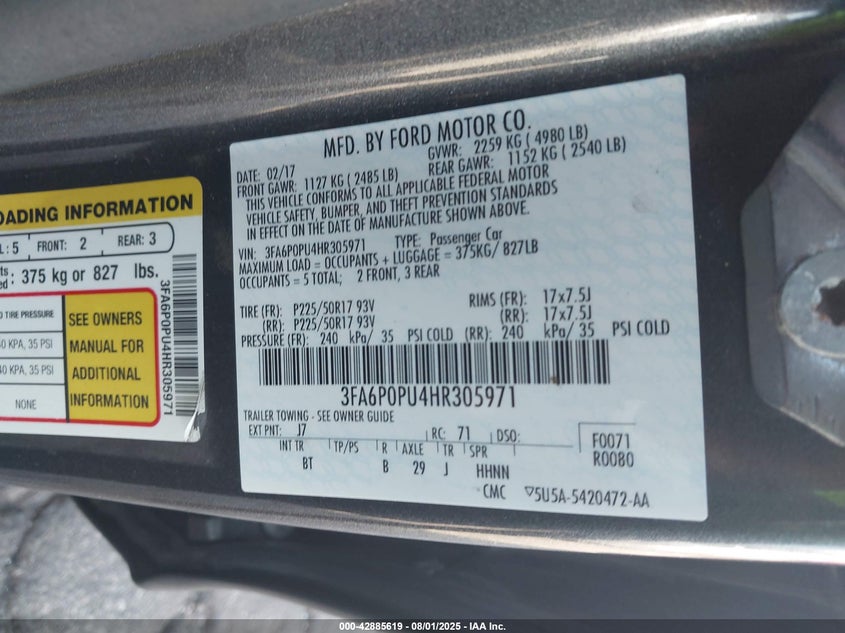 OADING INFORMATION
L: 5 FRONT: 2 REAR: 3
: 375 kg or 827 lbs.
TIRE PRESSURE
KPA, 35 PSI
KPA, 35 PSI
NONE
SEE OWNERS
MANUAL FOR
ADDITIONAL
INFORMATION
3FA6P0PU4HR305971
MFD. BY FORD MOTOR CO.
DATE: 02/17 GVWR: 2259 KG ( 4980 LB)
FRONT GAWR: 1127 KG ( 2485 LB) REAR GAWR: 1152 KG ( 2540 LB)
THIS VEHICLE CONFORMS TO ALL APPLICABLE FEDERAL MOTOR
VEHICLE SAFETY, BUMPER, AND THEFT PREVENTION STANDARDS
IN EFFECT ON THE DATE OF MANUFACTURE SHOWN ABOVE.
VIN: 3FA6P0PU4HR305971 TYPE: Passenger Car
MAXIMUM LOAD = OCCUPANTS + LUGGAGE = 375KG/ 827LB
OCCUPANTS = 5 TOTAL; 2 FRONT, 3 REAR
TIRE (FR): P225/50R17 93V RIMS (FR): 17x7.5J
(RR): P225/50R17 93V (RR): 17x7.5J
PRESSURE (FR): 240 kPa/ 35 PSI COLD (RR): 240 kPa/ 35 PSI COLD
3FA6P0PU4HR305971
TRAILER TOWING - SEE OWNER GUIDE
EXT PNT: J7 RC: 71 DSO: F0071
R0080
INT TR TP/PS R AXLE TR SPR
BT B 29 J HHNN
CMC ▽5U5A-5420472-AA
000-42885619 - 08/01/2025 - IAA Inc.